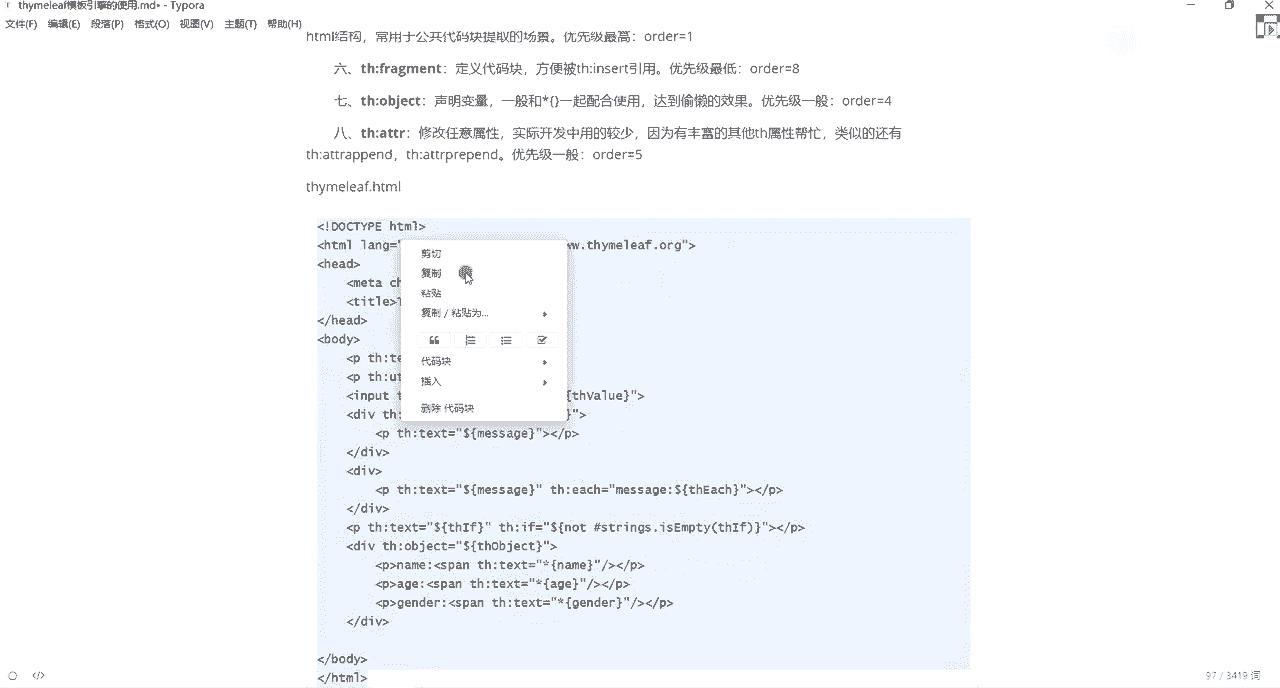 thymeleaf模板引擎的使用.md• - Typora
文件(F) 编辑(E) 段落(P) 格式(O) 视图(V) 主题(T) 帮助(H)
html结构，常用于公共代码块提取的场景。优先级最高：order=1
六、th:fragment：定义代码块，方便被th:insert引用。优先级最低：order=8
七、th:object：声明变量，一般和*{}一起配合使用，达到偷懒的效果。优先级一般：order=4
八、th:attr：修改任意属性，实际开发中用的较少，因为有丰富的其他th属性帮忙，类似的还有
th:attrappend，th:attrprepend。优先级一般：order=5
thymeleaf.html
<!DOCTYPE html>
<html lang=" ww.thymeleaf.org">
剪切
<head>
复制
<meta ch
粘贴
<title>
复制 / 粘贴为...
</head>
<body>
<p th:te
代码块
<p th:ut
插入
<input t {thValue}">
<div th: }">
删除 代码块
<p th:text="${message}"></p>
</div>
<div>
<p th:text="${message}" th:each="message:${thEach}"></p>
</div>
<p th:text="${thIf}" th:if="${not #strings.isEmpty(thIf)}"></p>
<div th:object="${thObject}">
<p>name:<span th:text="*{name}"/></p>
<p>age:<span th:text="*{age}"/></p>
<p>gender:<span th:text="*{gender}"/></p>
</div>
</body>
</html>
97 / 3419 词